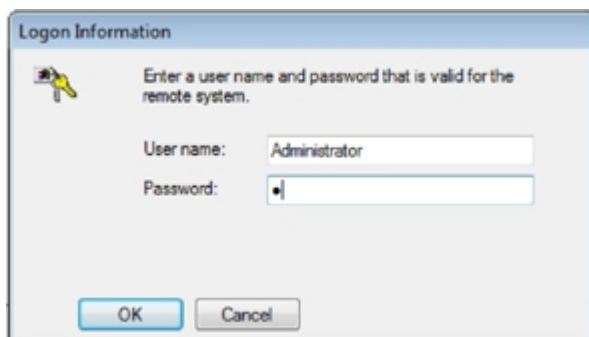 Logon Information
Enter a user name and password that is valid for the
remote system.
User name:
Administrator
Password:
●
OK
Cancel